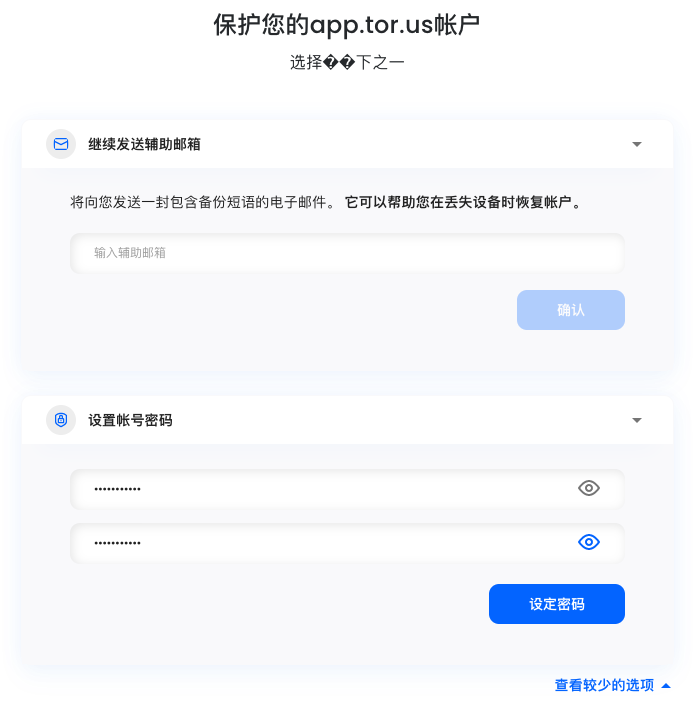 保护您的app.tor.us帐户
选择��下之一
继续发送辅助邮箱
将向您发送一封包含备份短语的电子邮件。 它可以帮助您在丢失设备时恢复帐户。
输入辅助邮箱
确认
设置帐号密码
•••••••••••
•••••••••••
设定密码
查看较少的选项